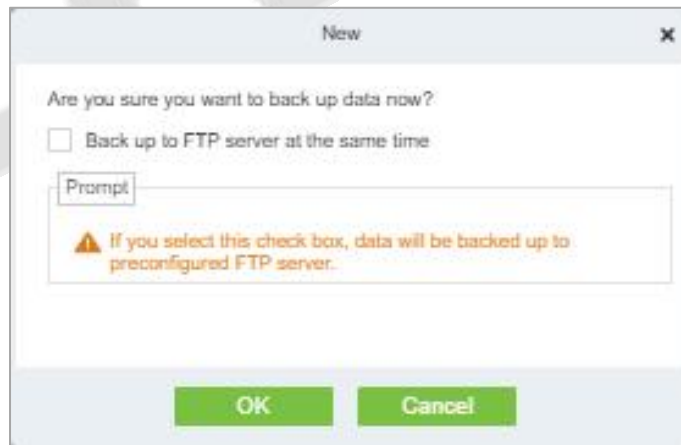 New
Are you sure you want to back up data now?
Back up to FTP server at the same time
Prompt
If you select this check box, data will be backed up to
preconfigured FTP server.
OK Cancel